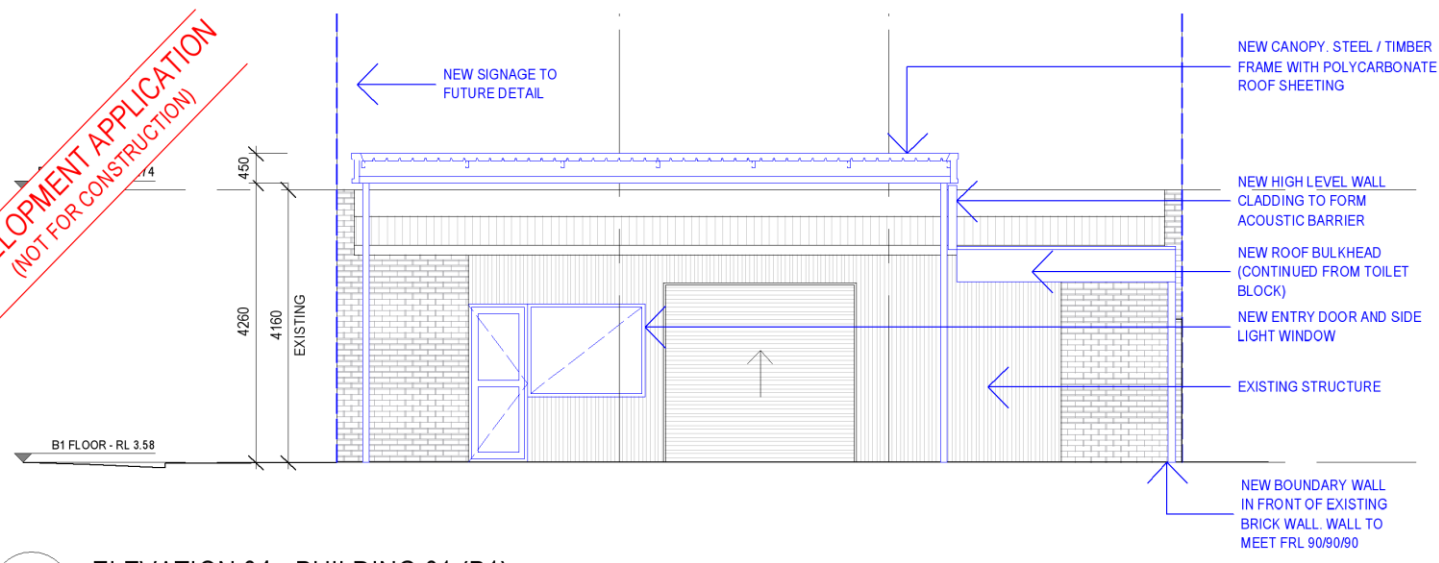 NEW SIGNAGE TO
FUTURE DETAIL
NEW CANOPY. STEEL / TIMBER
FRAME WITH POLYCARBONATE
ROOF SHEETING
APPLICATION
(NOT FOR CONSTRUCTION)
450
NEW HIGH LEVEL WALL
CLADDING TO FORM
ACOUSTIC BARRIER
NEW ROOF BULKHEAD
(CONTINUED FROM TOILET
BLOCK)
4260
4160
EXISTING
NEW ENTRY DOOR AND SIDE
LIGHT WINDOW
EXISTING STRUCTURE
B1 FLOOR - RL 3.58
NEW BOUNDARY WALL
IN FRONT OF EXISTING
BRICK WALL. WALL TO
MEET FRL 90/90/90